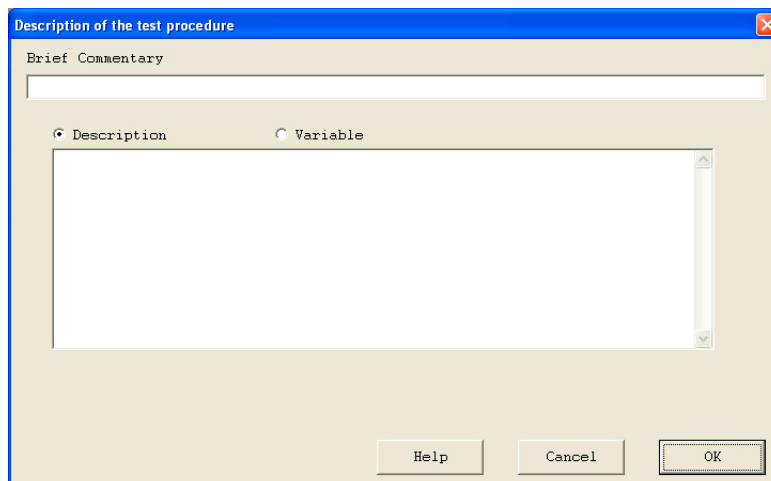 Description of the test procedure
Brief Commentary
Description Variable
Help Cancel OK